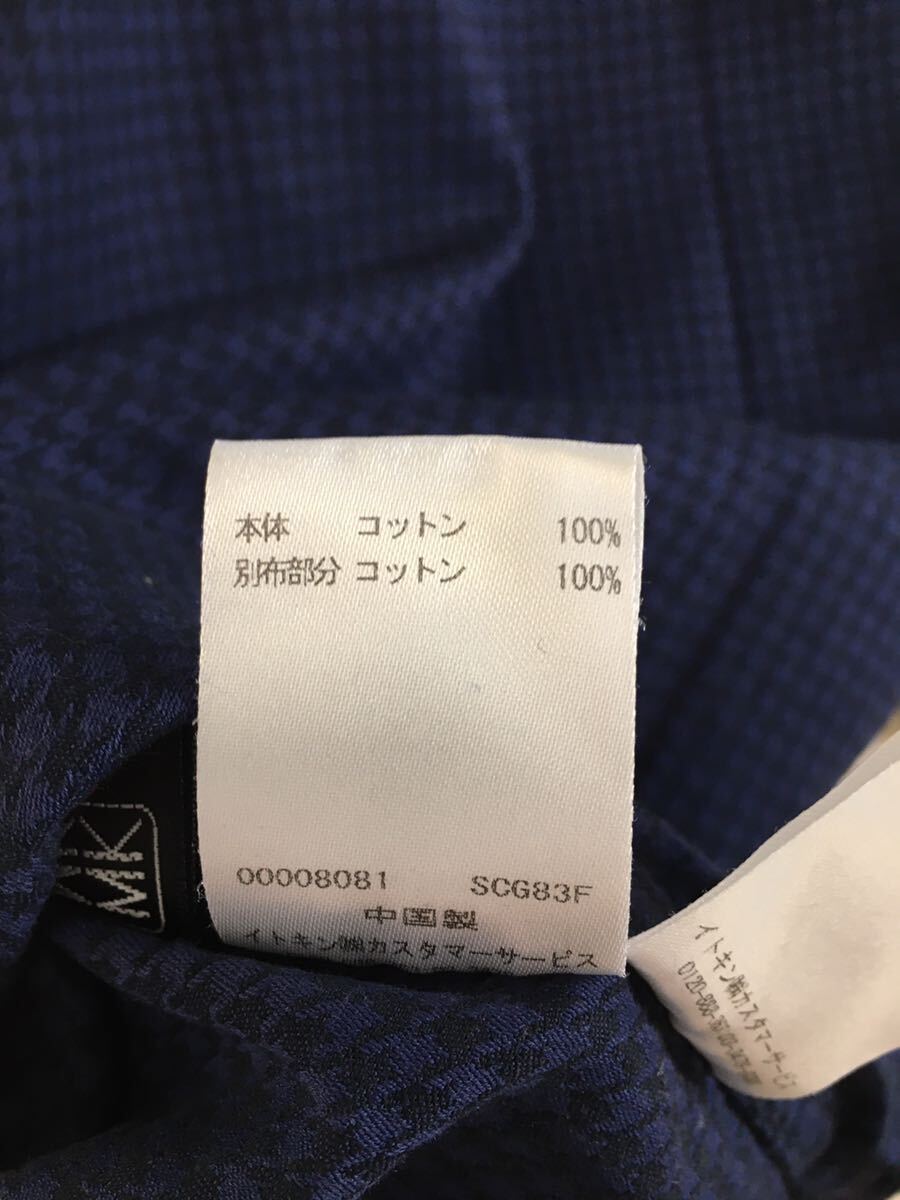 本体 コットン 100%
別布部分 コットン 100%
00008081 SCG83F
中国製
イトキン㈱カスタマーサービス
MK
イトキン㈱カスタマーサービス